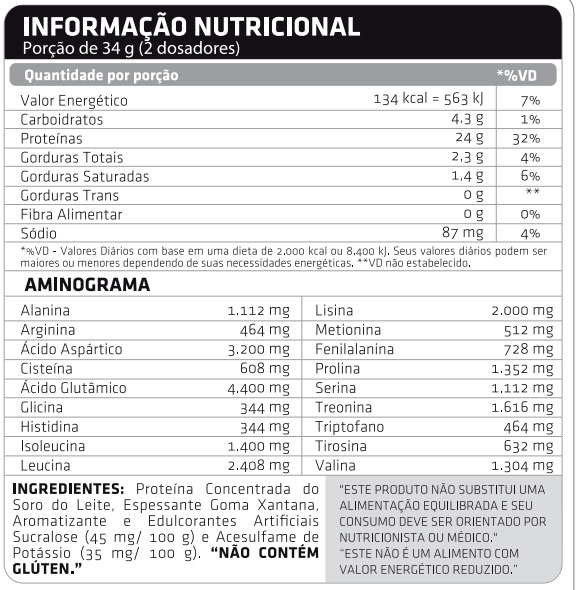 INFORMAÇÃO NUTRICIONAL
Porção de 34 g (2 dosadores)
Quantidade por porção *%VD
Valor Energético 134 kcal = 563 kJ 7%
Carboidratos 4,3 g 1%
Proteínas 24 g 32%
Gorduras Totais 2,3 g 4%
Gorduras Saturadas 1,4 g 6%
Gorduras Trans 0 g **
Fibra Alimentar 0 g 0%
Sódio 87 mg 4%
*%VD - Valores Diários com base em uma dieta de 2.000 kcal ou 8.400 kJ. Seus valores diários podem ser
maiores ou menores dependendo de suas necessidades energéticas. **VD não estabelecido.
AMINOGRAMA
Alanina 1.112 mg Lisina 2.000 mg
Arginina 464 mg Metionina 512 mg
Ácido Aspártico 3.200 mg Fenilalanina 728 mg
Cisteína 608 mg Prolina 1.352 mg
Ácido Glutâmico 4.400 mg Serina 1.112 mg
Glicina 344 mg Treonina 1.616 mg
Histidina 344 mg Triptofano 464 mg
Isoleucina 1.400 mg Tirosina 632 mg
Leucina 2.408 mg Valina 1.304 mg
INGREDIENTES: Proteína Concentrada do
Soro do Leite, Espessante Goma Xantana,
Aromatizante e Edulcorantes Artificiais
Sucralose (45 mg/ 100 g) e Acesulfame de
Potássio (35 mg/ 100 g). "NÃO CONTÉM
GLÚTEN."
"ESTE PRODUTO NÃO SUBSTITUI UMA
ALIMENTAÇÃO EQUILIBRADA E SEU
CONSUMO DEVE SER ORIENTADO POR
NUTRICIONISTA OU MÉDICO."
"ESTE NÃO É UM ALIMENTO COM
VALOR ENERGÉTICO REDUZIDO."